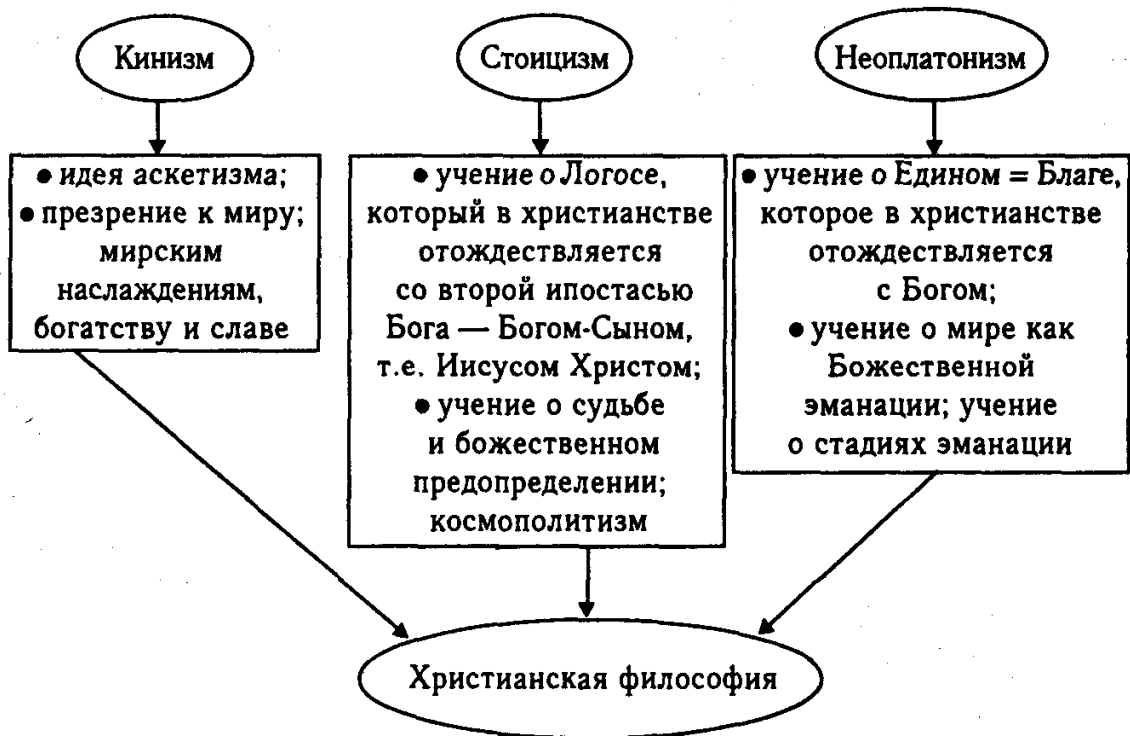 Кинизм
Стоицизм
Неоплатонизм
• идея аскетизма;
• презрение к миру;
мирским
наслаждениям,
богатству и славе
• учение о Логосе,
который в христианстве
отождествляется
со второй ипостасью
Бога — Богом-Сыном,
т.е. Иисусом Христом;
• учение о судьбе
и божественном
предопределении;
космополитизм
• учение о Едином = Благе,
которое в христианстве
отождествляется
с Богом;
• учение о мире как
Божественной
эманации; учение
о стадиях эманации
Христианская философия